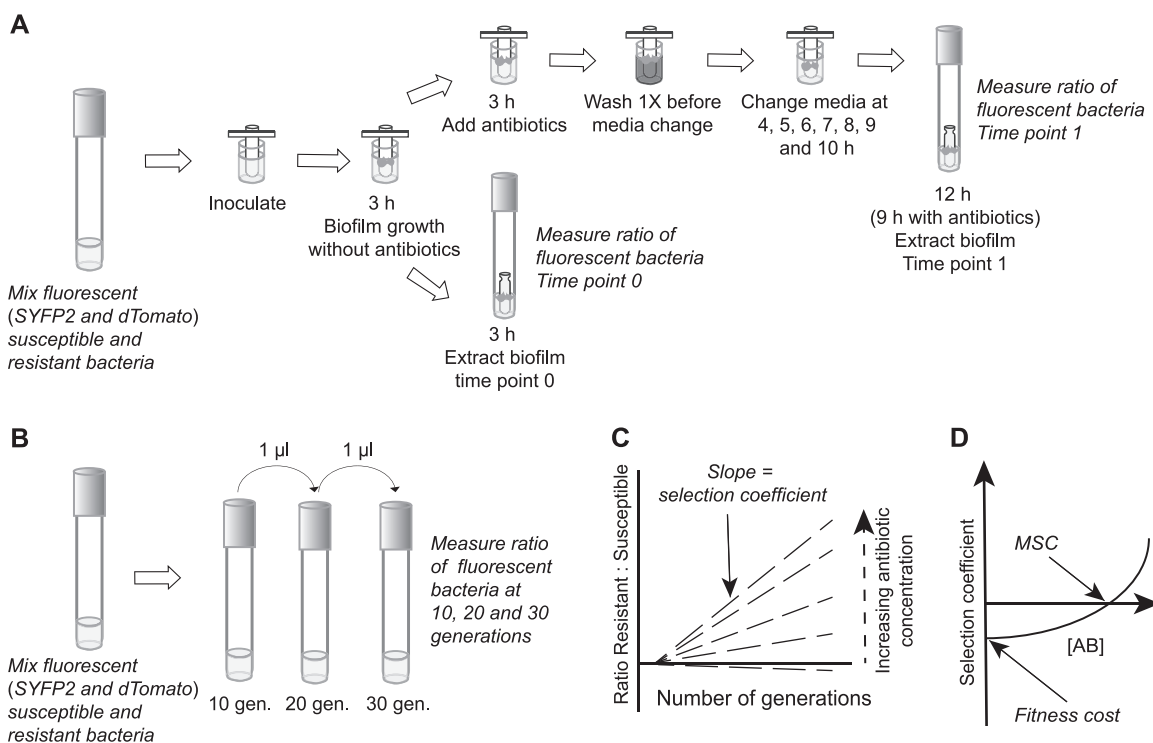 A
Mix fluorescent
(SYFP2 and dTomato)
susceptible and
resistant bacteria
Inoculate
3 h
Biofilm growth
without antibiotics
3 h
Add antibiotics
Wash 1X before
media change
Change media at
4, 5, 6, 7, 8, 9
and 10 h
12 h
(9 h with antibiotics)
Extract biofilm
Time point 1
Measure ratio of
fluorescent bacteria
Time point 1
3 h
Extract biofilm
time point 0
Measure ratio of
fluorescent bacteria
Time point 0
B
Mix fluorescent
(SYFP2 and dTomato)
susceptible and
resistant bacteria
1 µl
1 µl
10 gen.
20 gen.
30 gen.
Measure ratio
of fluorescent
bacteria at
10, 20 and 30
generations
C
Ratio Resistant : Susceptible
Slope =
selection coefficient
Number of generations
Increasing antibiotic
concentration
D
Selection coefficient
MSC
[AB]
Fitness cost